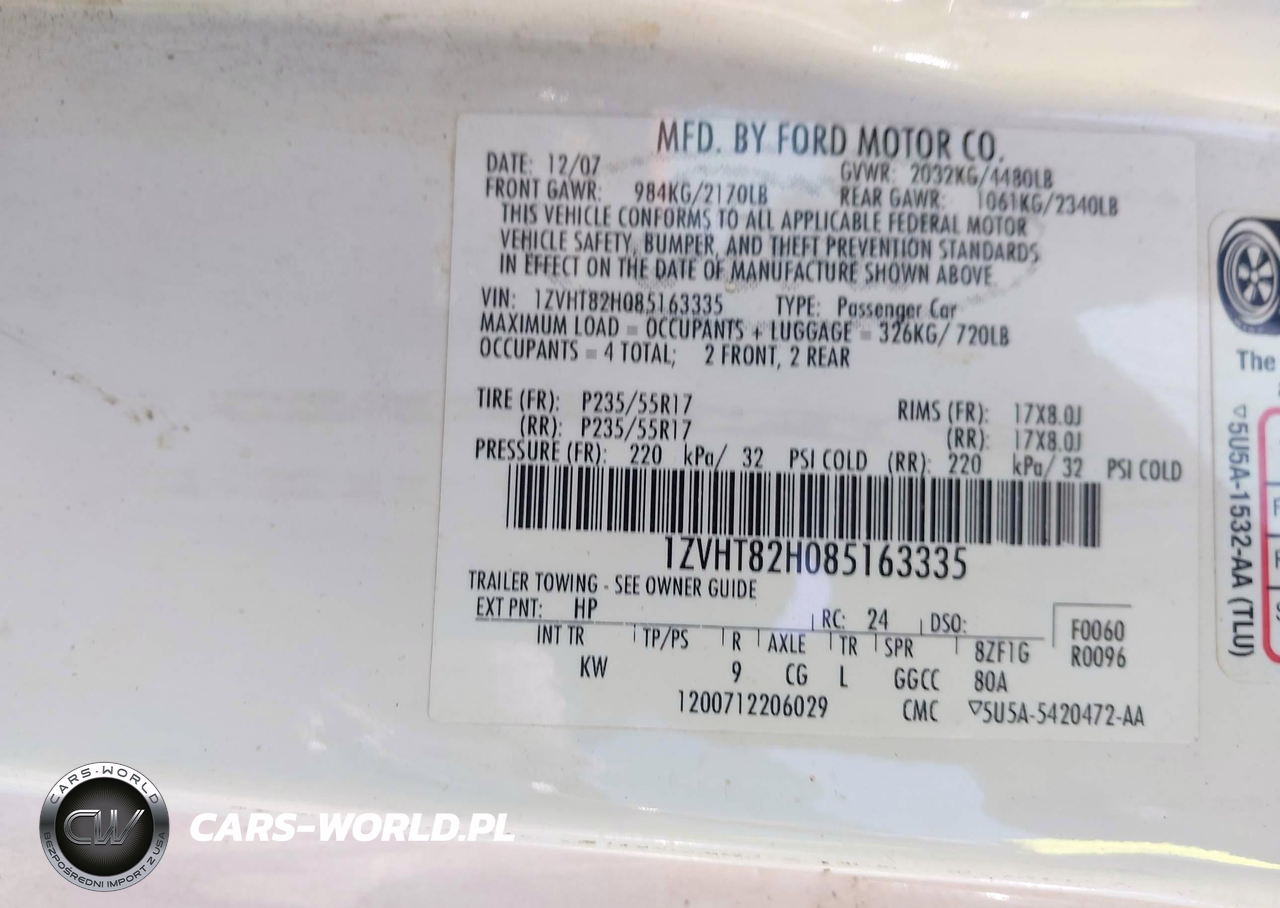 MFD. BY FORD MOTOR CO.
DATE: 12/07 GVWR: 2032KG/4480LB
FRONT GAWR: 984KG/2170LB REAR GAWR: 1061KG/2340LB
THIS VEHICLE CONFORMS TO ALL APPLICABLE FEDERAL MOTOR
VEHICLE SAFETY, BUMPER, AND THEFT PREVENTION STANDARDS
IN EFFECT ON THE DATE OF MANUFACTURE SHOWN ABOVE.
VIN: 1ZVHT82H085163335 TYPE: Passenger Car
MAXIMUM LOAD = OCCUPANTS + LUGGAGE = 326KG/ 720LB
OCCUPANTS = 4 TOTAL; 2 FRONT, 2 REAR
TIRE (FR): P235/55R17 RIMS (FR): 17X8.0J
(RR): P235/55R17 (RR): 17X8.0J
PRESSURE (FR): 220 kPa/ 32 PSI COLD (RR): 220 kPa/ 32 PSI COLD
1ZVHT82H085163335
TRAILER TOWING - SEE OWNER GUIDE
EXT PNT: HP RC: 24 DSO: F0060
INT TR TP/PS R AXLE TR SPR 8ZF1G R0096
KW 9 CG L GGCC 80A
1200712206029 CMC ▽5U5A-5420472-AA
The
▽5U5A-1532-AA (TLU)
CARS-WORLD
CW
BEZPOŚREDNI IMPORT Z USA
CARS-WORLD.PL